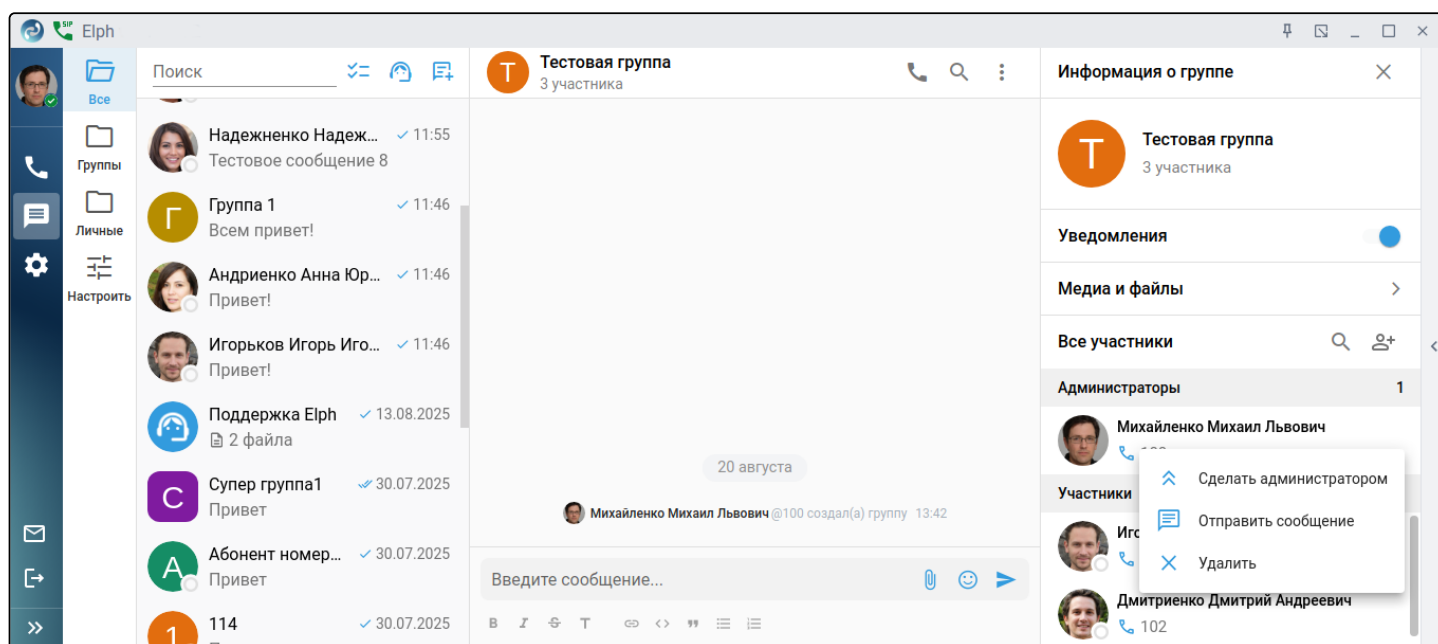 SIP
Elph
Все
Группы
Личные
Настроить
Поиск
Надежненко Надеж... 11:55
Тестовое сообщение 8
Г
Группа 1 11:46
Всем привет!
Андриенко Анна Юр... 11:46
Привет!
Игорьков Игорь Иго... 11:46
Привет!
Поддержка Elph 13.08.2025
2 файла
С
Супер группа1 30.07.2025
Привет
А
Абонент номер... 30.07.2025
Привет
1
114 30.07.2025
Т
Тестовая группа
3 участника
20 августа
Михайленко Михаил Львович @100 создал(а) группу 13:42
Введите сообщение...
Информация о группе
Т
Тестовая группа
3 участника
Уведомления
Медиа и файлы
Все участники
Администраторы 1
Михайленко Михаил Львович
Сделать администратором
Участники
Отправить сообщение
Удалить
Дмитриенко Дмитрий Андреевич
102